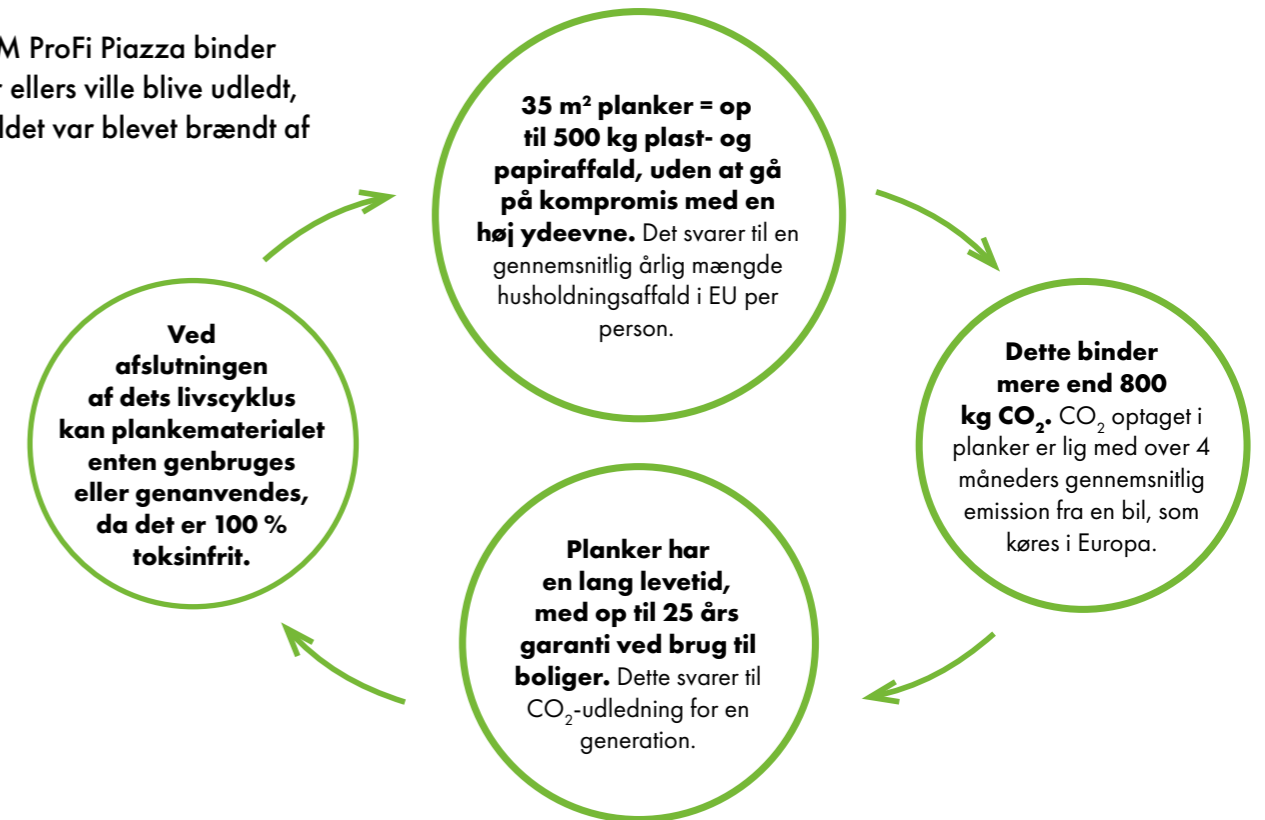 M ProFi Piazza binder
ellers ville blive udledt,
ldet var blevet brændt af
35 m² planker = op
til 500 kg plast- og
papiraffald, uden at gå
på kompromis med en
høj ydeevne. Det svarer til en
gennemsnitlig årlig mængde
husholdningsaffald i EU per
person.
Dette binder
mere end 800
kg CO₂. CO₂ optaget i
planker er lig med over 4
måneders gennemsnitlig
emission fra en bil, som
køres i Europa.
Planker har
en lang levetid,
med op til 25 års
garanti ved brug til
boliger. Dette svarer til
CO₂-udledning for en
generation.
Ved
afslutningen
af dets livscyklus
kan plankematerialet
enten genbruges
eller genanvendes,
da det er 100 %
toksinfrit.